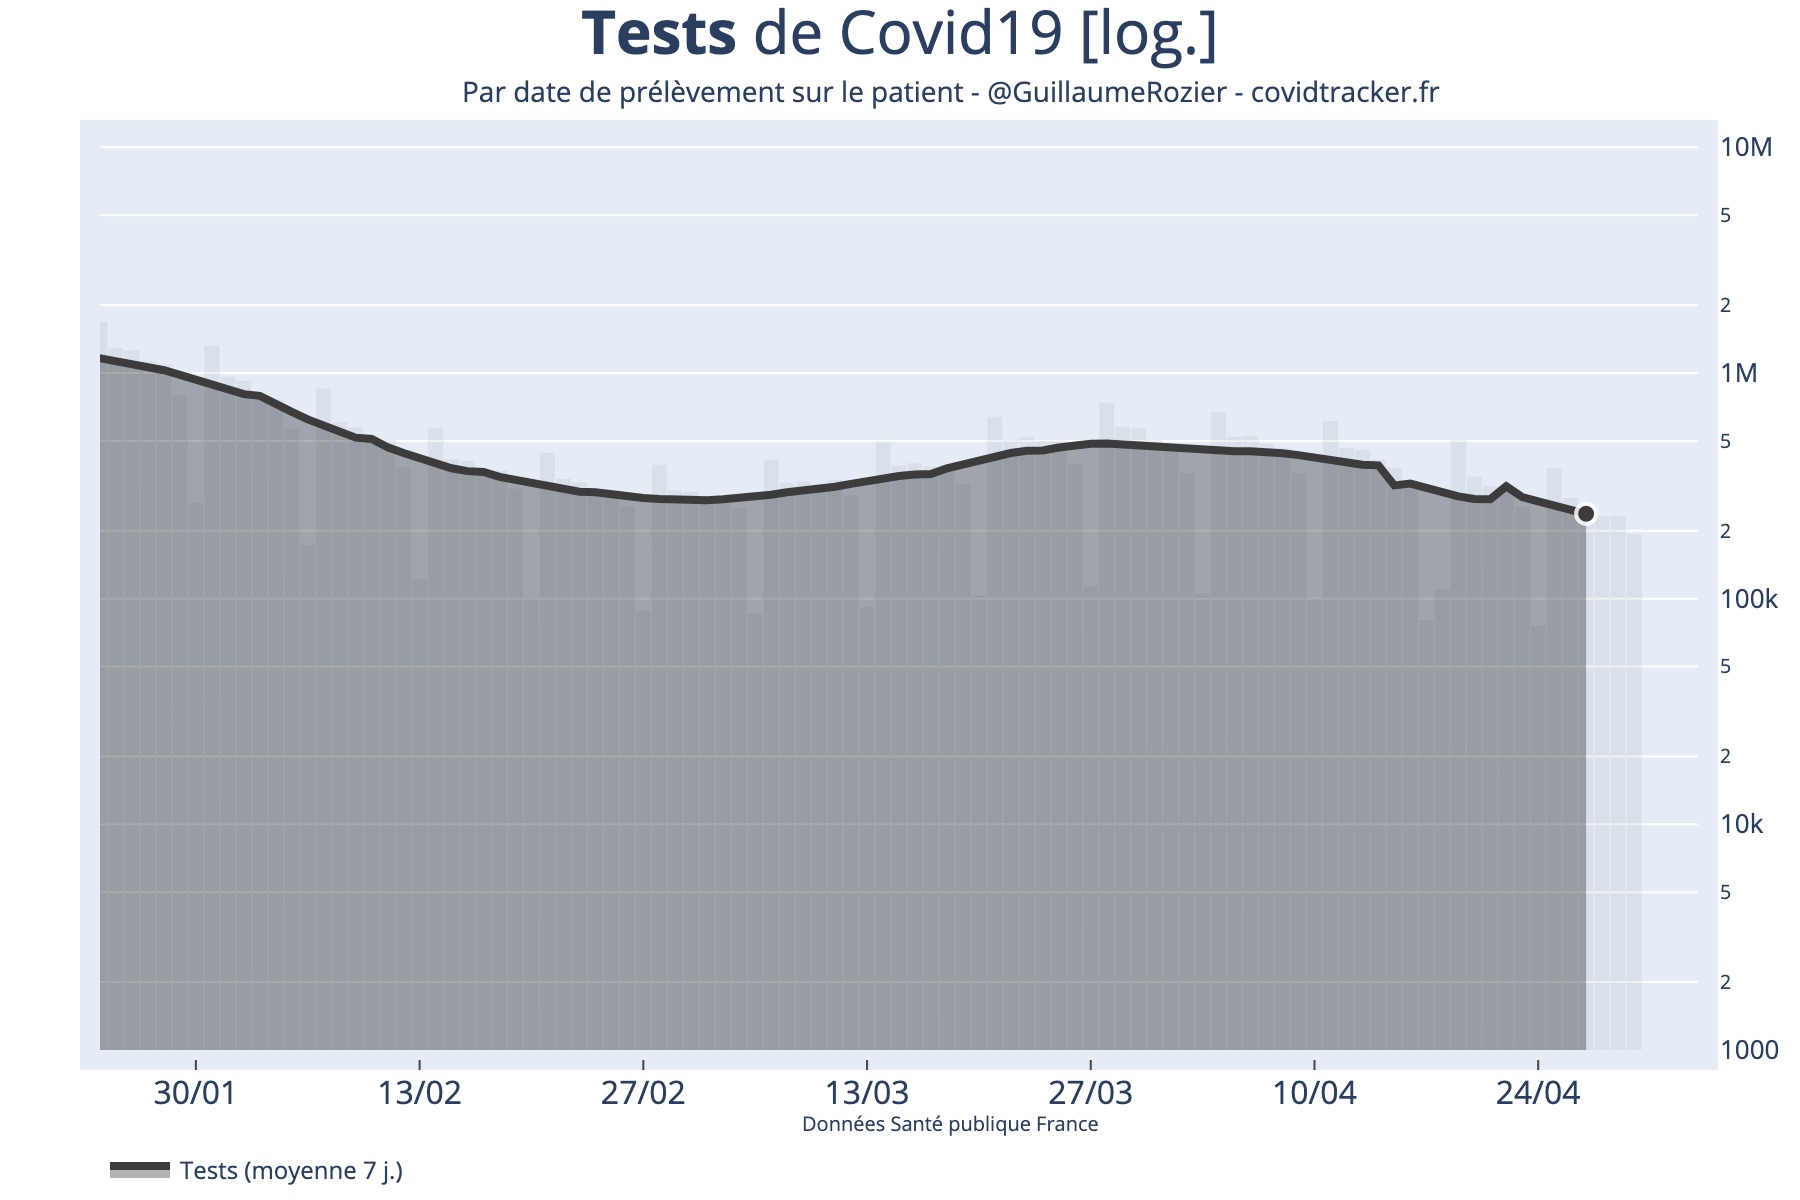 Tests de Covid19 [log.]
Par date de prélèvement sur le patient - @GuillaumeRozier - covidtracker.fr
10M
5
2
1M
5
2
100k
5
2
10k
5
2
1000
30/01 13/02 27/02 13/03 27/03 10/04 24/04
Données Santé publique France
Tests (moyenne 7 j.)